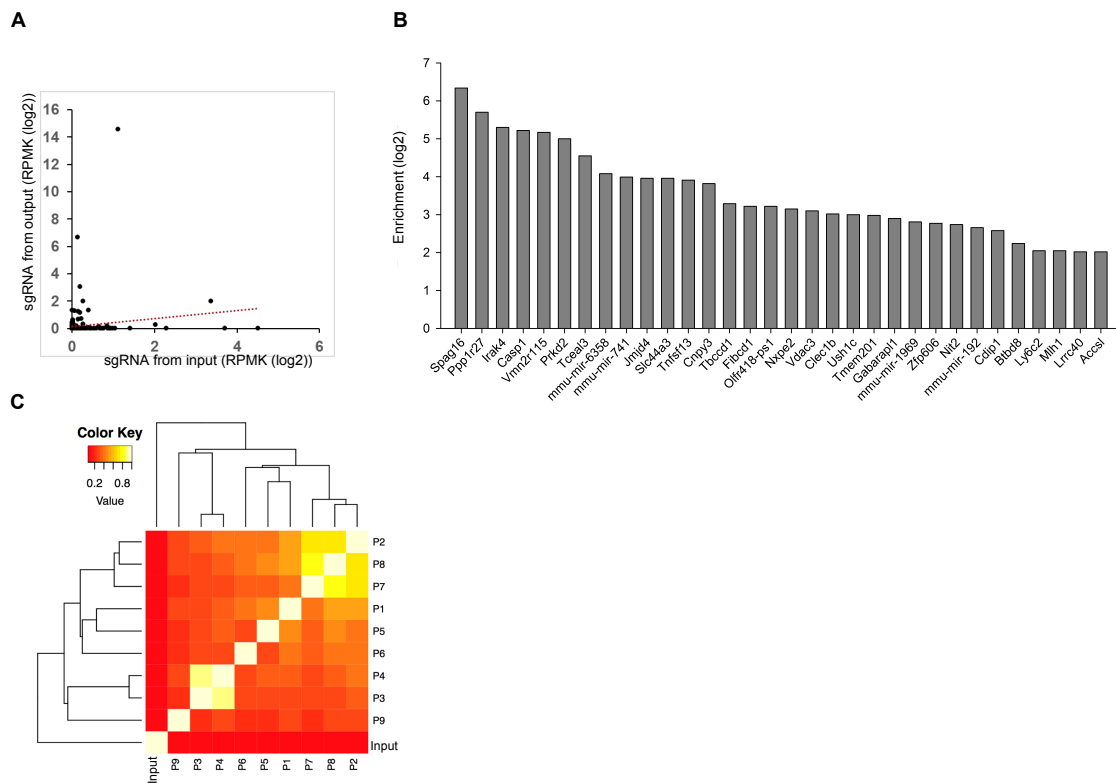 A
B
sgRNA from output (RPMK (log2))
16
14
12
10
8
6
4
2
0
0
2
4
6
sgRNA from input (RPMK (log2))
Enrichment (log2)
7
6
5
4
3
2
1
0
Spag16
Ppp1r27
Irak4
Casp1
Vmn2r115
Prkd2
Tceal3
mmu-mir-6358
mmu-mir-741
Jmjd4
Slc44a3
Tnfsf13
Cnpy3
Tbccd1
Fibcd1
Olfr418-ps1
Nxpe2
Vdac3
Clec1b
Ush1c
Tmem201
Gabarapl1
mmu-mir-1969
Zfp606
Nit2
mmu-mir-192
Cdip1
Btbd8
Ly6c2
Mlh1
Lrrc40
Accsl
C
Color Key
0.2 0.8
Value
P2
P8
P7
P1
P5
P6
P4
P3
P9
Input
Input
P9
P3
P4
P6
P5
P1
P7
P8
P2